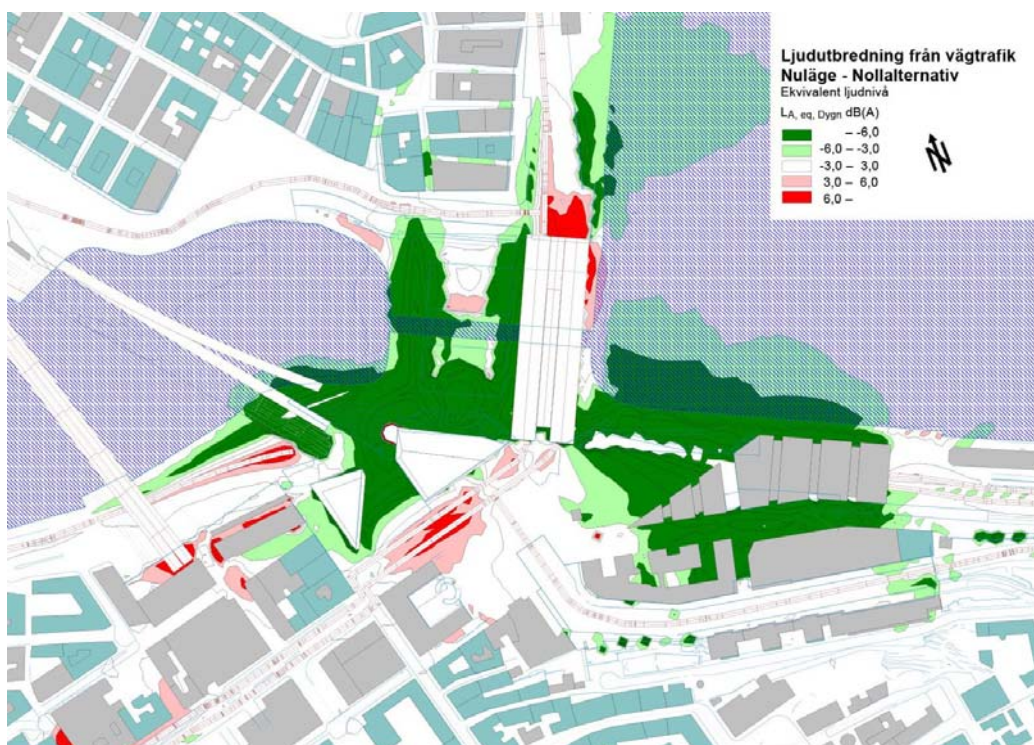 Ljudutbredning från vägtrafik
Nuläge - Nollalternativ
Ekvivalent ljudnivå
LA, eq, Dygn dB(A)
– -6,0
-6,0 – -3,0
-3,0 – 3,0
3,0 – 6,0
6,0 –
N